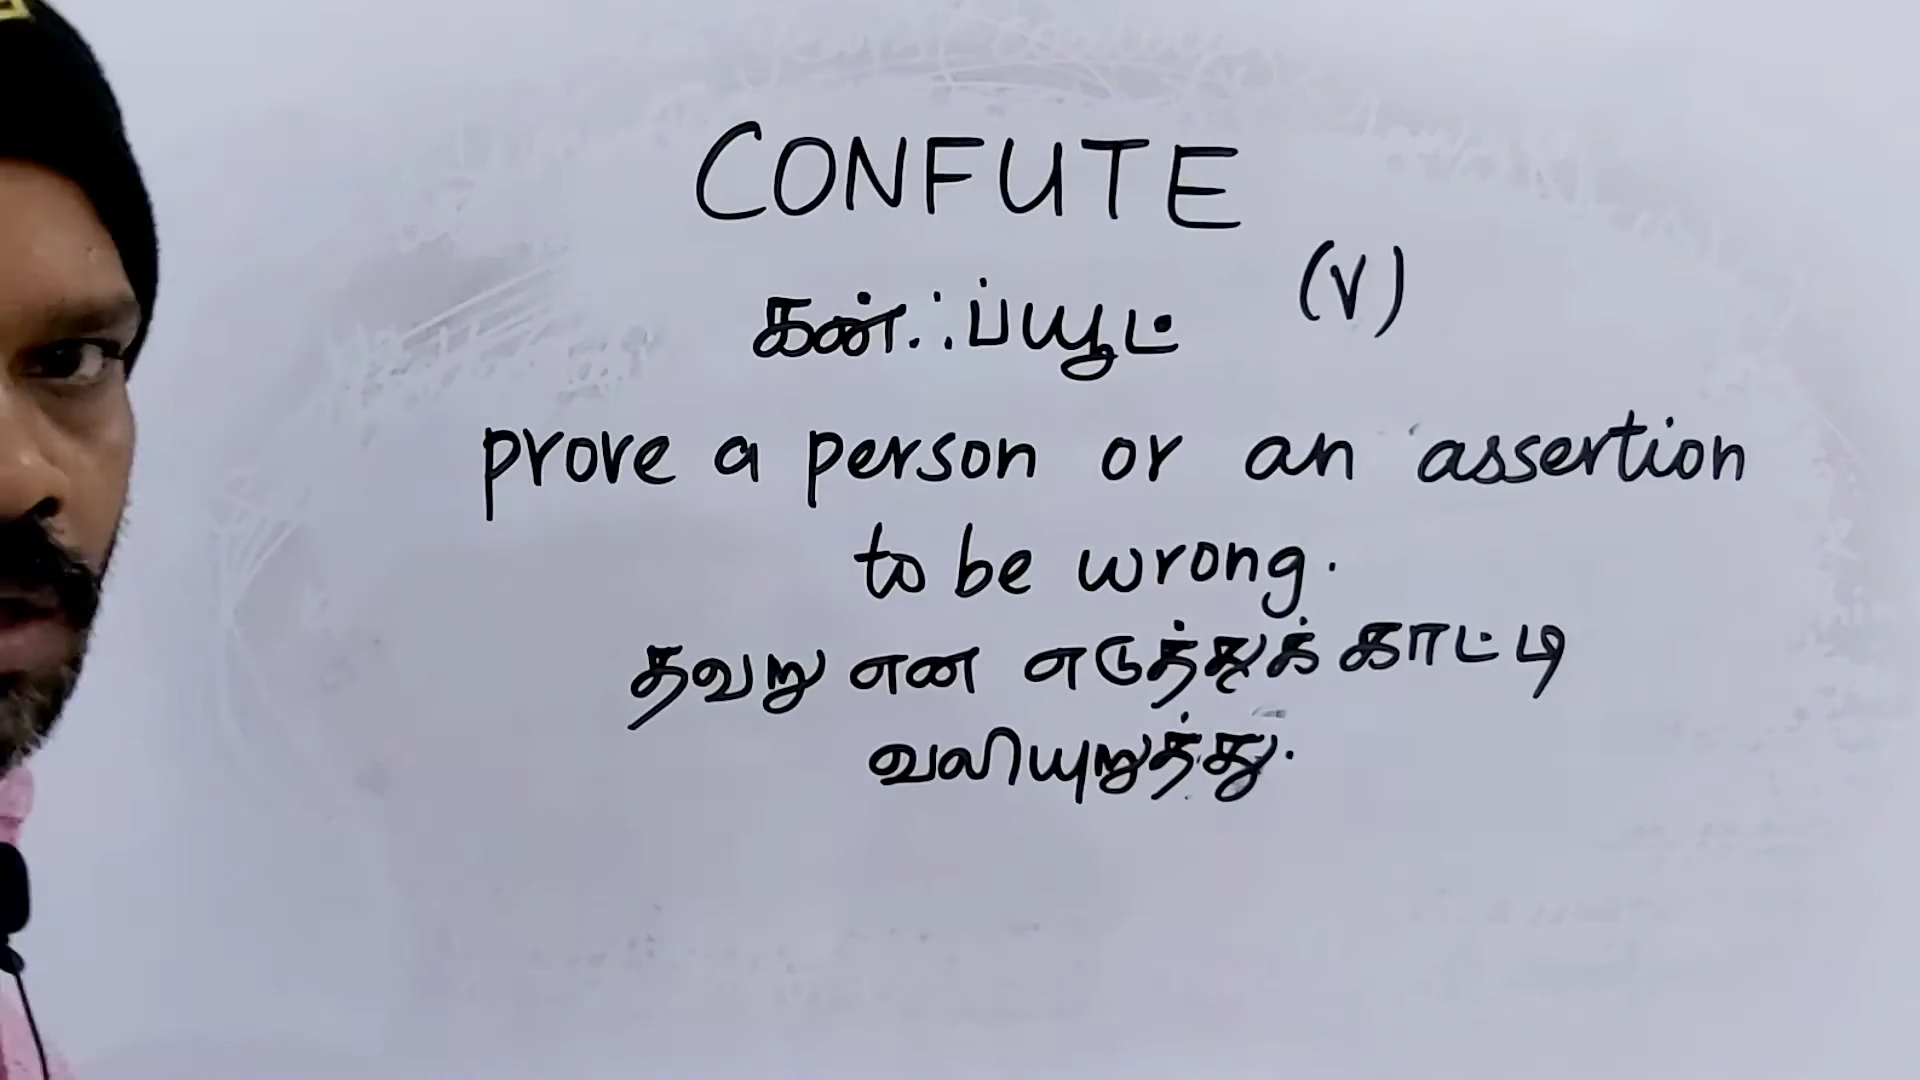 CONFUTE
(V)
கன்.ஃப்யூட்
prove a person or an assertion
to be wrong.
தவறு என எடுத்துக் காட்டி
வலியுறுத்து.